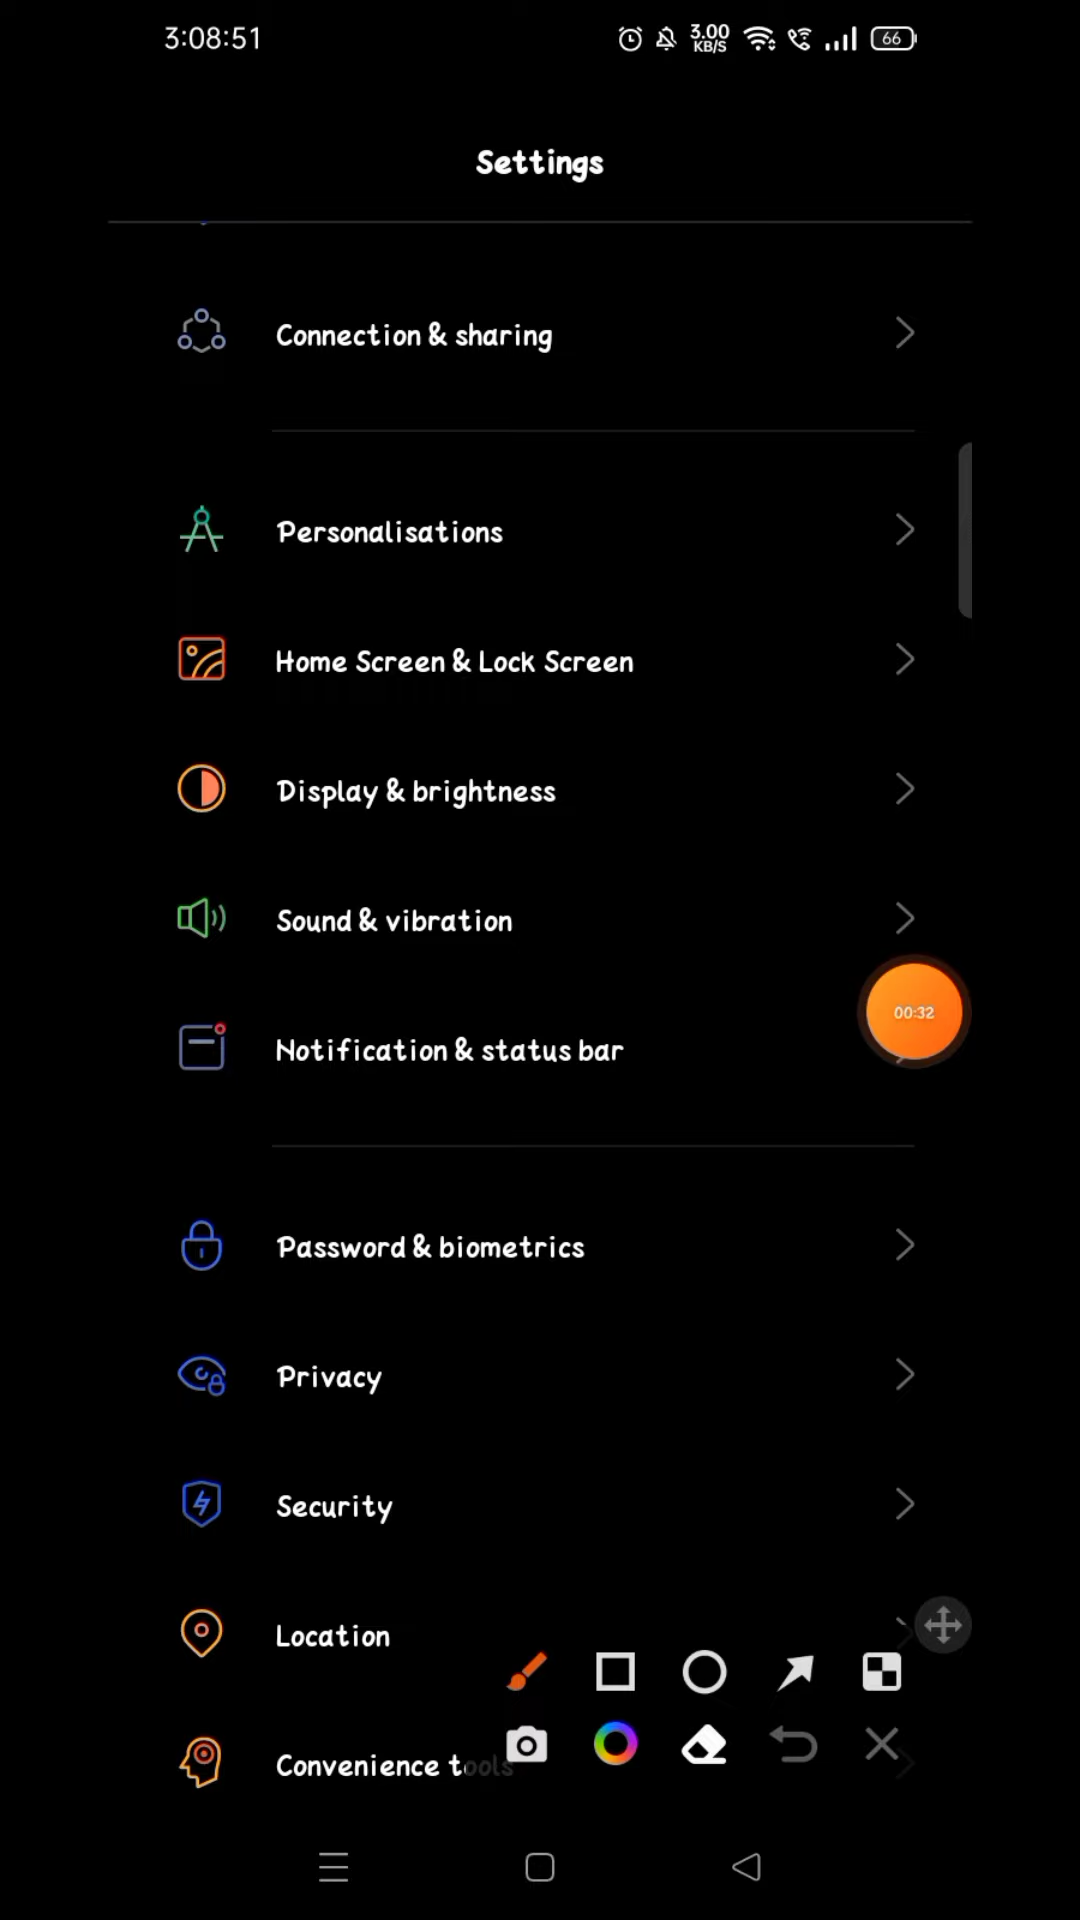 3:08:51
3.00
KB/S
66
Settings
Connection & sharing
Personalisations
Home Screen & Lock Screen
Display & brightness
Sound & vibration
00:32
Notification & status bar
Password & biometrics
Privacy
Security
Location
Convenience tools